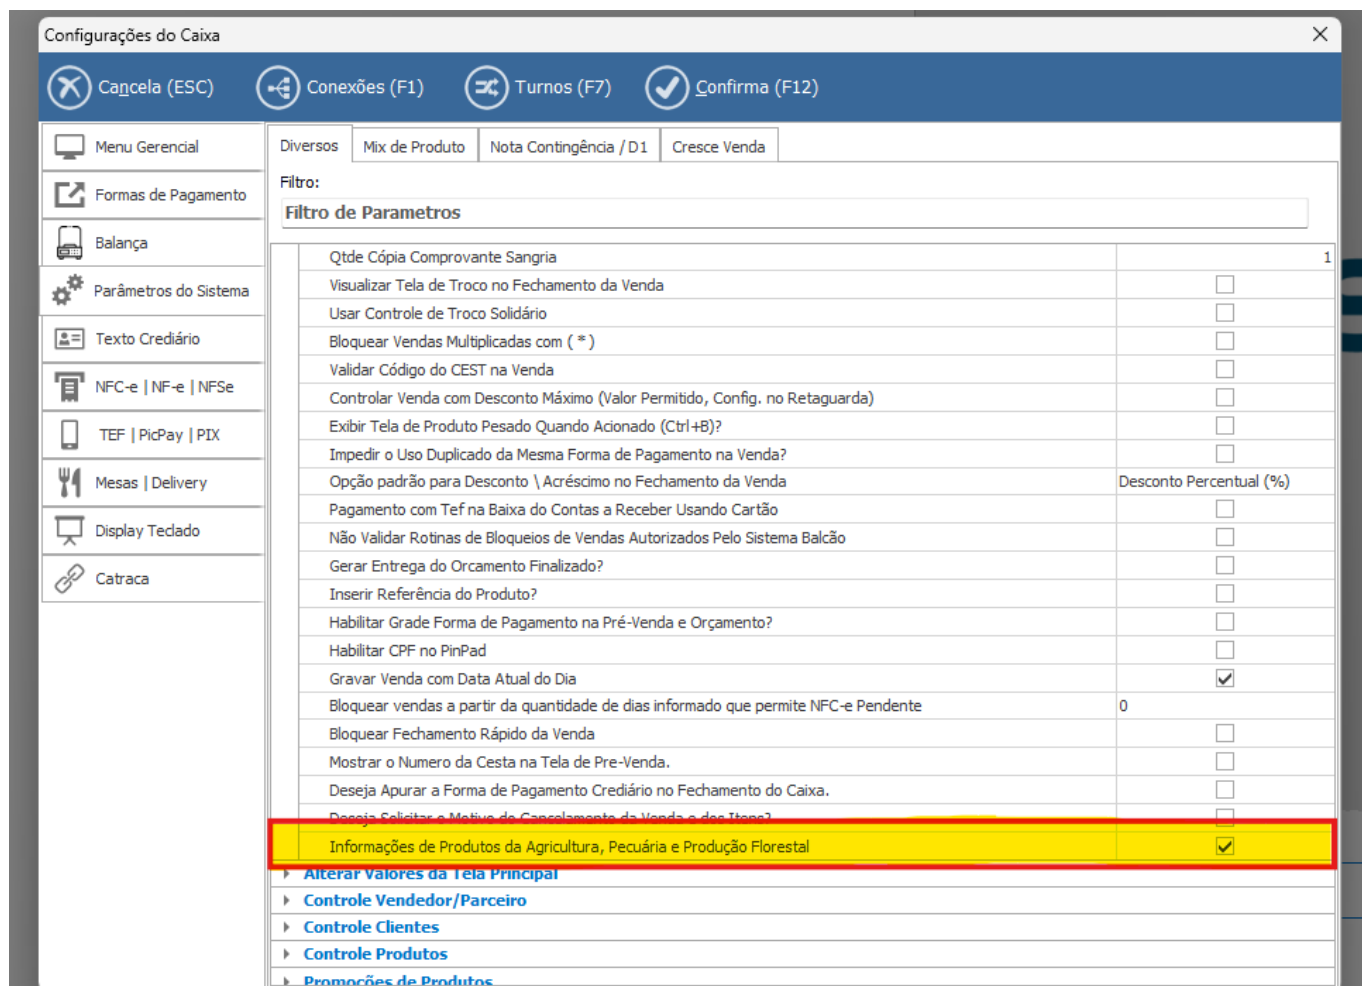 Configurações do Caixa
Cancela (ESC)
Conexões (F1)
Turnos (F7)
Confirma (F12)
Menu Gerencial
Formas de Pagamento
Balança
Parâmetros do Sistema
Texto Crediário
NFC-e | NF-e | NFSe
TEF | PicPay | PIX
Mesas | Delivery
Display Teclado
Catraca
Diversos
Mix de Produto
Nota Contingência / D1
Cresce Venda
Filtro:
Filtro de Parametros
Qtde Cópia Comprovante Sangria 1
Visualizar Tela de Troco no Fechamento da Venda
Usar Controle de Troco Solidário
Bloquear Vendas Multiplicadas com ( * )
Validar Código do CEST na Venda
Controlar Venda com Desconto Máximo (Valor Permitido, Config. no Retaguarda)
Exibir Tela de Produto Pesado Quando Acionado (Ctrl+B)?
Impedir o Uso Duplicado da Mesma Forma de Pagamento na Venda?
Opção padrão para Desconto \ Acréscimo no Fechamento da Venda Desconto Percentual (%)
Pagamento com Tef na Baixa do Contas a Receber Usando Cartão
Não Validar Rotinas de Bloqueios de Vendas Autorizados Pelo Sistema Balcão
Gerar Entrega do Orcamento Finalizado?
Inserir Referência do Produto?
Habilitar Grade Forma de Pagamento na Pré-Venda e Orçamento?
Habilitar CPF no PinPad
Gravar Venda com Data Atual do Dia
Bloquear vendas a partir da quantidade de dias informado que permite NFC-e Pendente 0
Bloquear Fechamento Rápido da Venda
Mostrar o Numero da Cesta na Tela de Pre-Venda.
Deseja Apurar a Forma de Pagamento Crediário no Fechamento do Caixa.
Deseja Solicitar o Motivo do Cancelamento da Venda e dos Itens?
Informações de Produtos da Agricultura, Pecuária e Produção Florestal
Alterar Valores da Tela Principal
Controle Vendedor/Parceiro
Controle Clientes
Controle Produtos
Promoções de Produtos